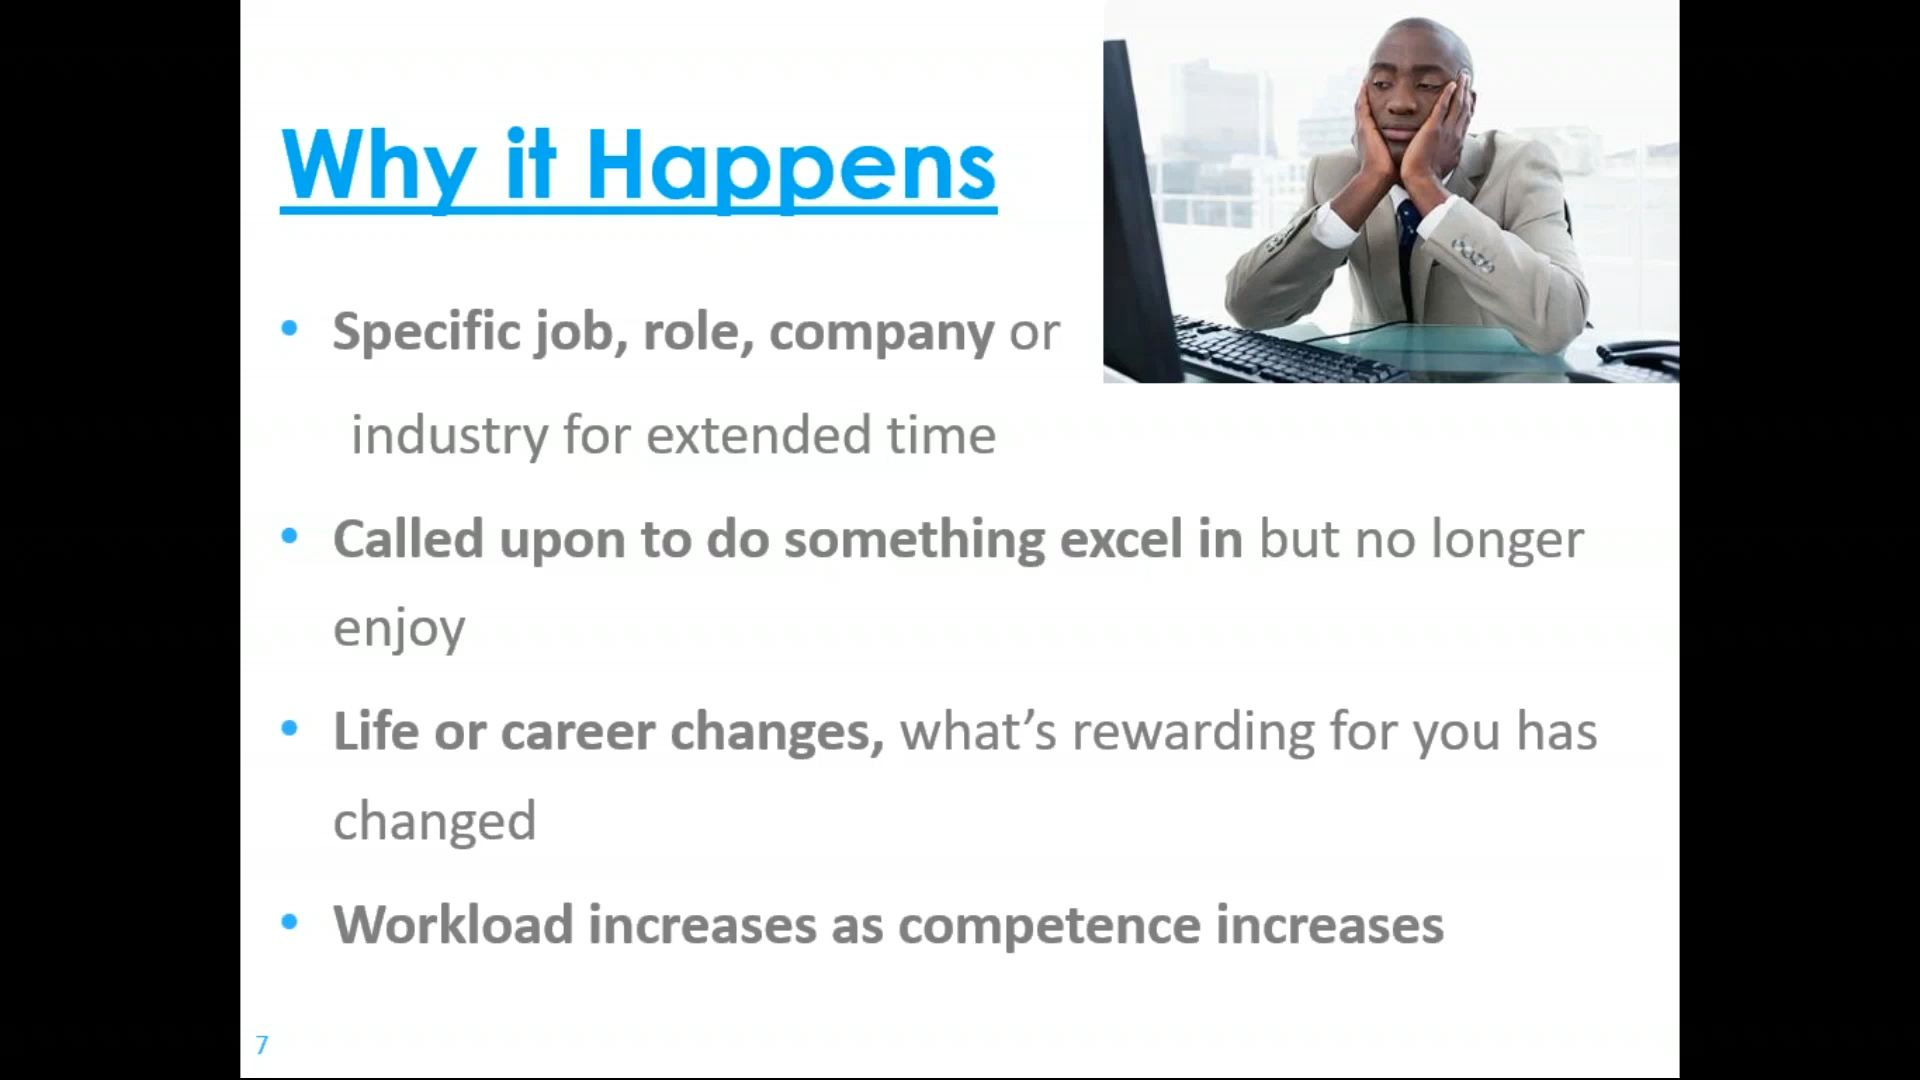 Why it Happens
• Specific job, role, company or
industry for extended time
• Called upon to do something excel in but no longer
enjoy
• Life or career changes, what’s rewarding for you has
changed
• Workload increases as competence increases
7